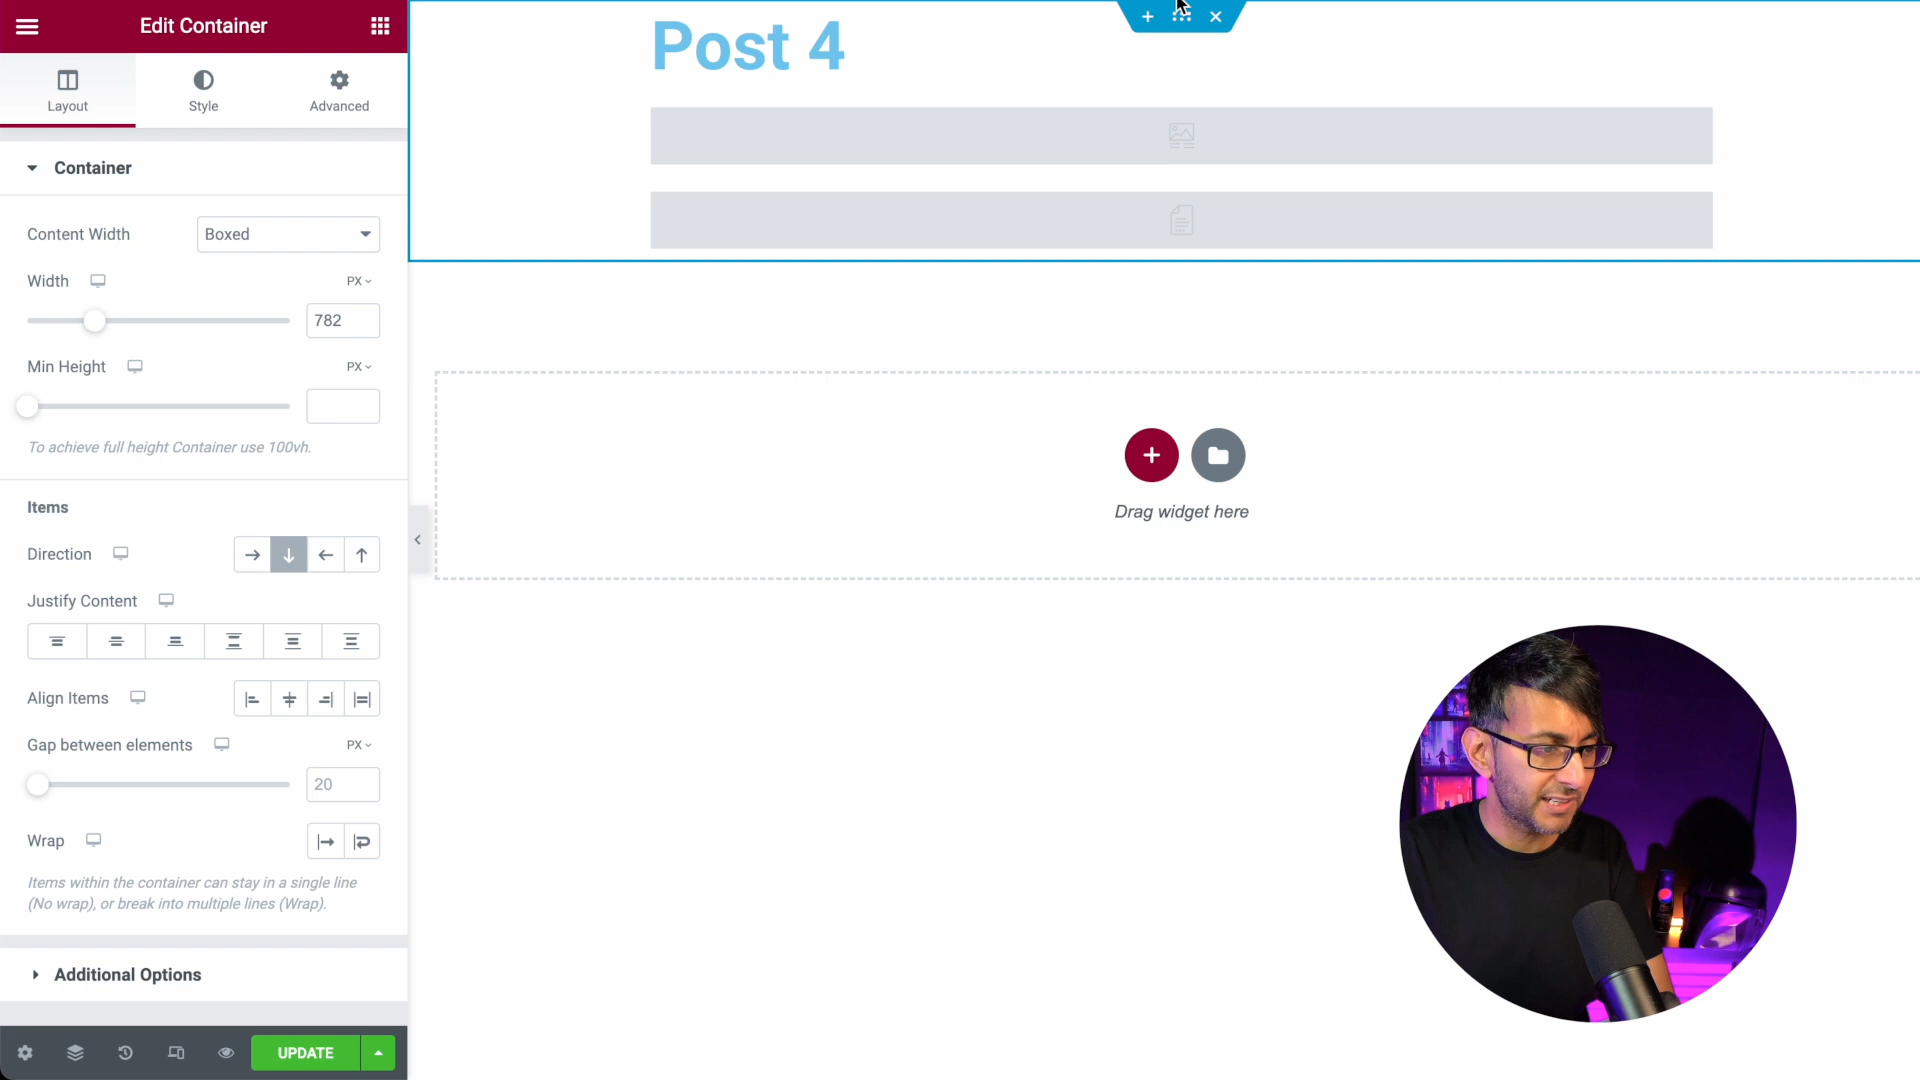 Edit Container
Layout
Style
Advanced
Container
Content Width
Boxed
Width
PX
782
Min Height
PX
To achieve full height Container use 100vh.
Items
Direction
Justify Content
Align Items
Gap between elements
PX
20
Wrap
Items within the container can stay in a single line
(No wrap), or break into multiple lines (Wrap).
Additional Options
UPDATE
Post 4
Drag widget here